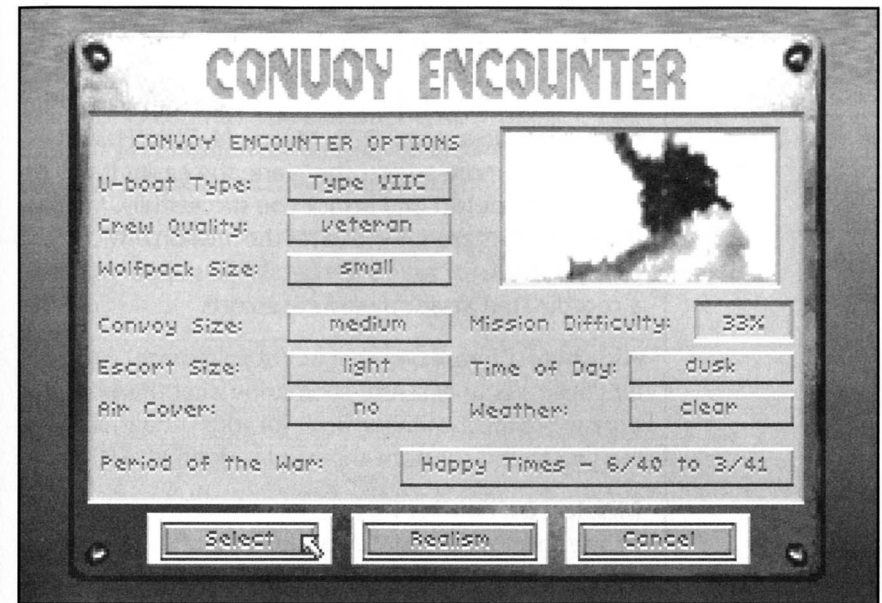 CONVOY ENCOUNTER
CONVOY ENCOUNTER OPTIONS
U-boat Type: Type VIIC
Crew Quality: veteran
Wolfpack Size: small
Convoy Size: medium
Mission Difficulty: 33%
Escort Size: light
Time of Day: dusk
Air Cover: no
Weather: clear
Period of the War: Happy Times - 6/40 to 3/41
Select
Realism
Cancel